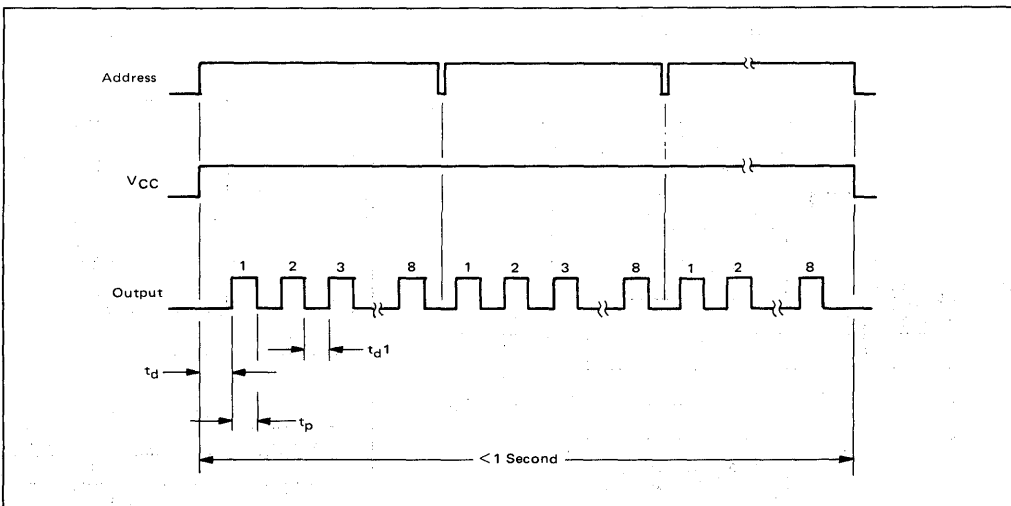 Address
VCC
1 2 3 8 1 2 3 8 1 2 8
Output
td1
td
tp
<1 Second